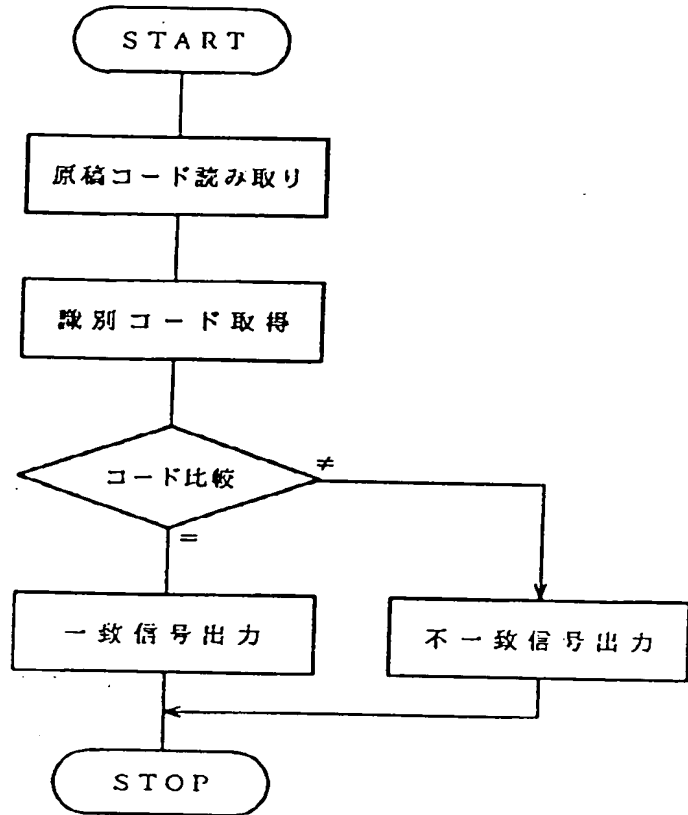 START
原稿コード読み取り
識別コード取得
コード比較
≠
=
一致信号出力
不一致信号出力
STOP